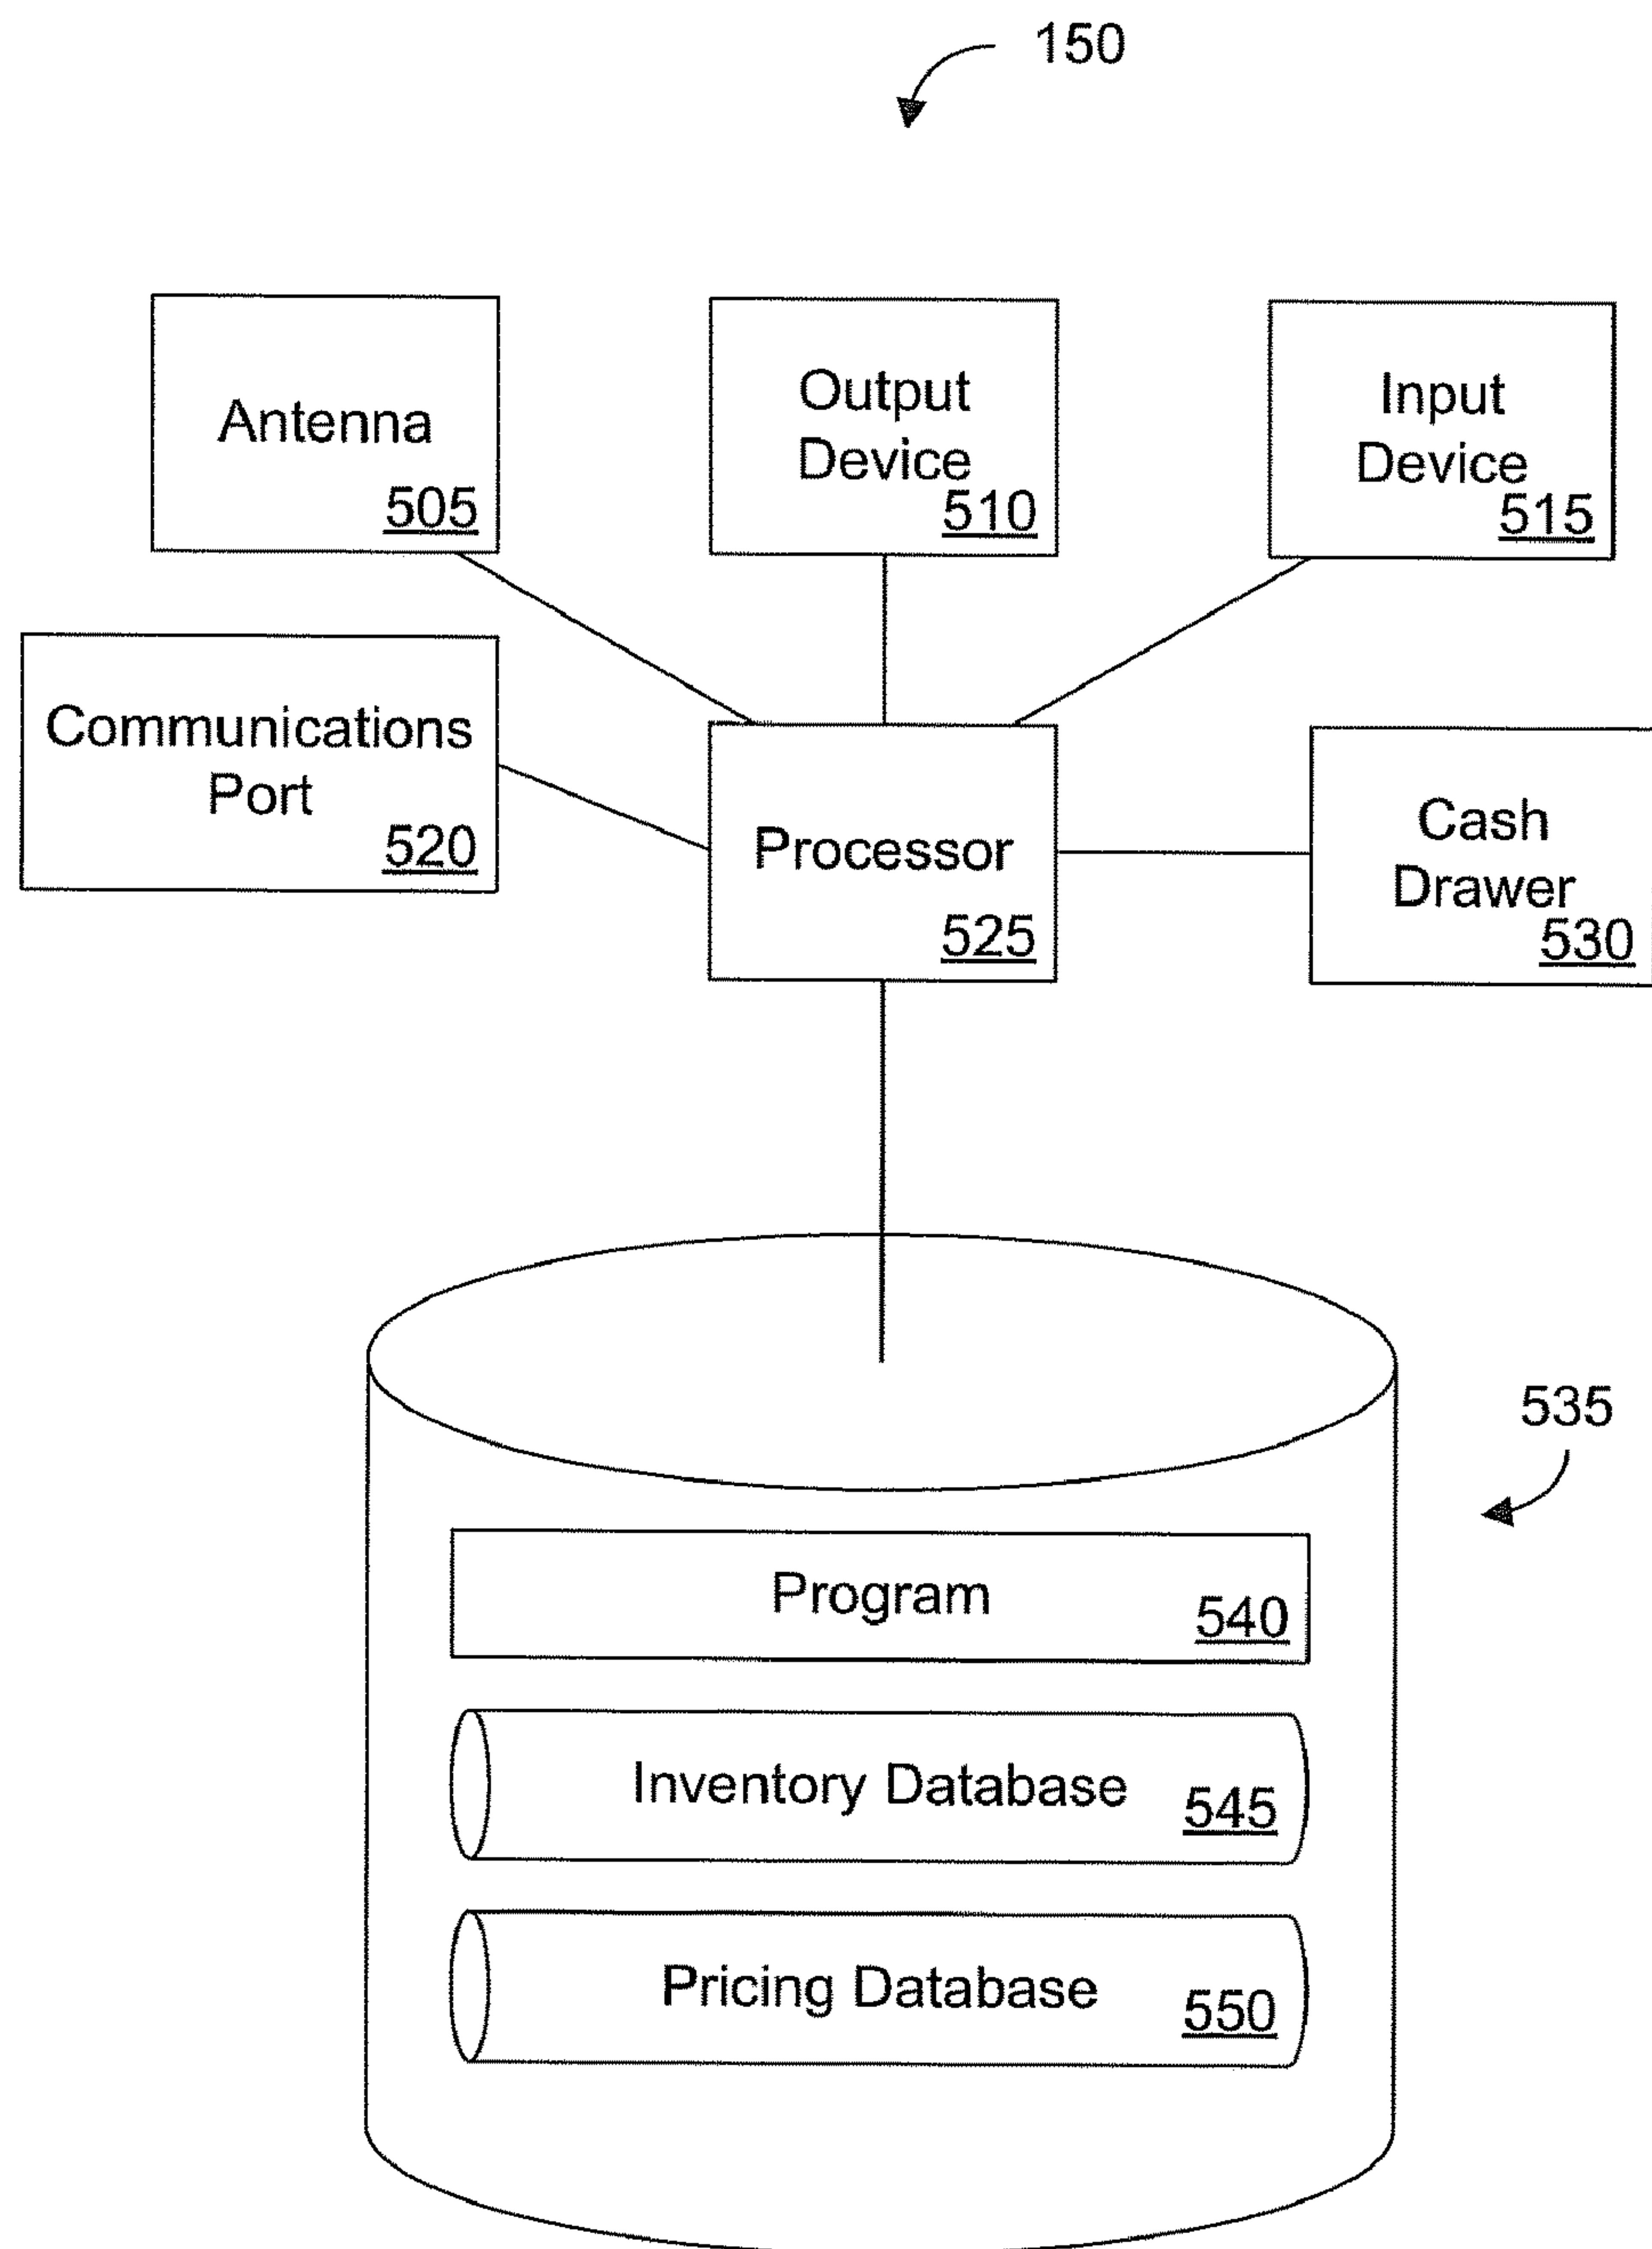 150
Antenna
505
Output
Device
510
Input
Device
515
Communications
Port
520
Processor
525
Cash
Drawer
530
535
Program
540
Inventory Database
545
Pricing Database
550